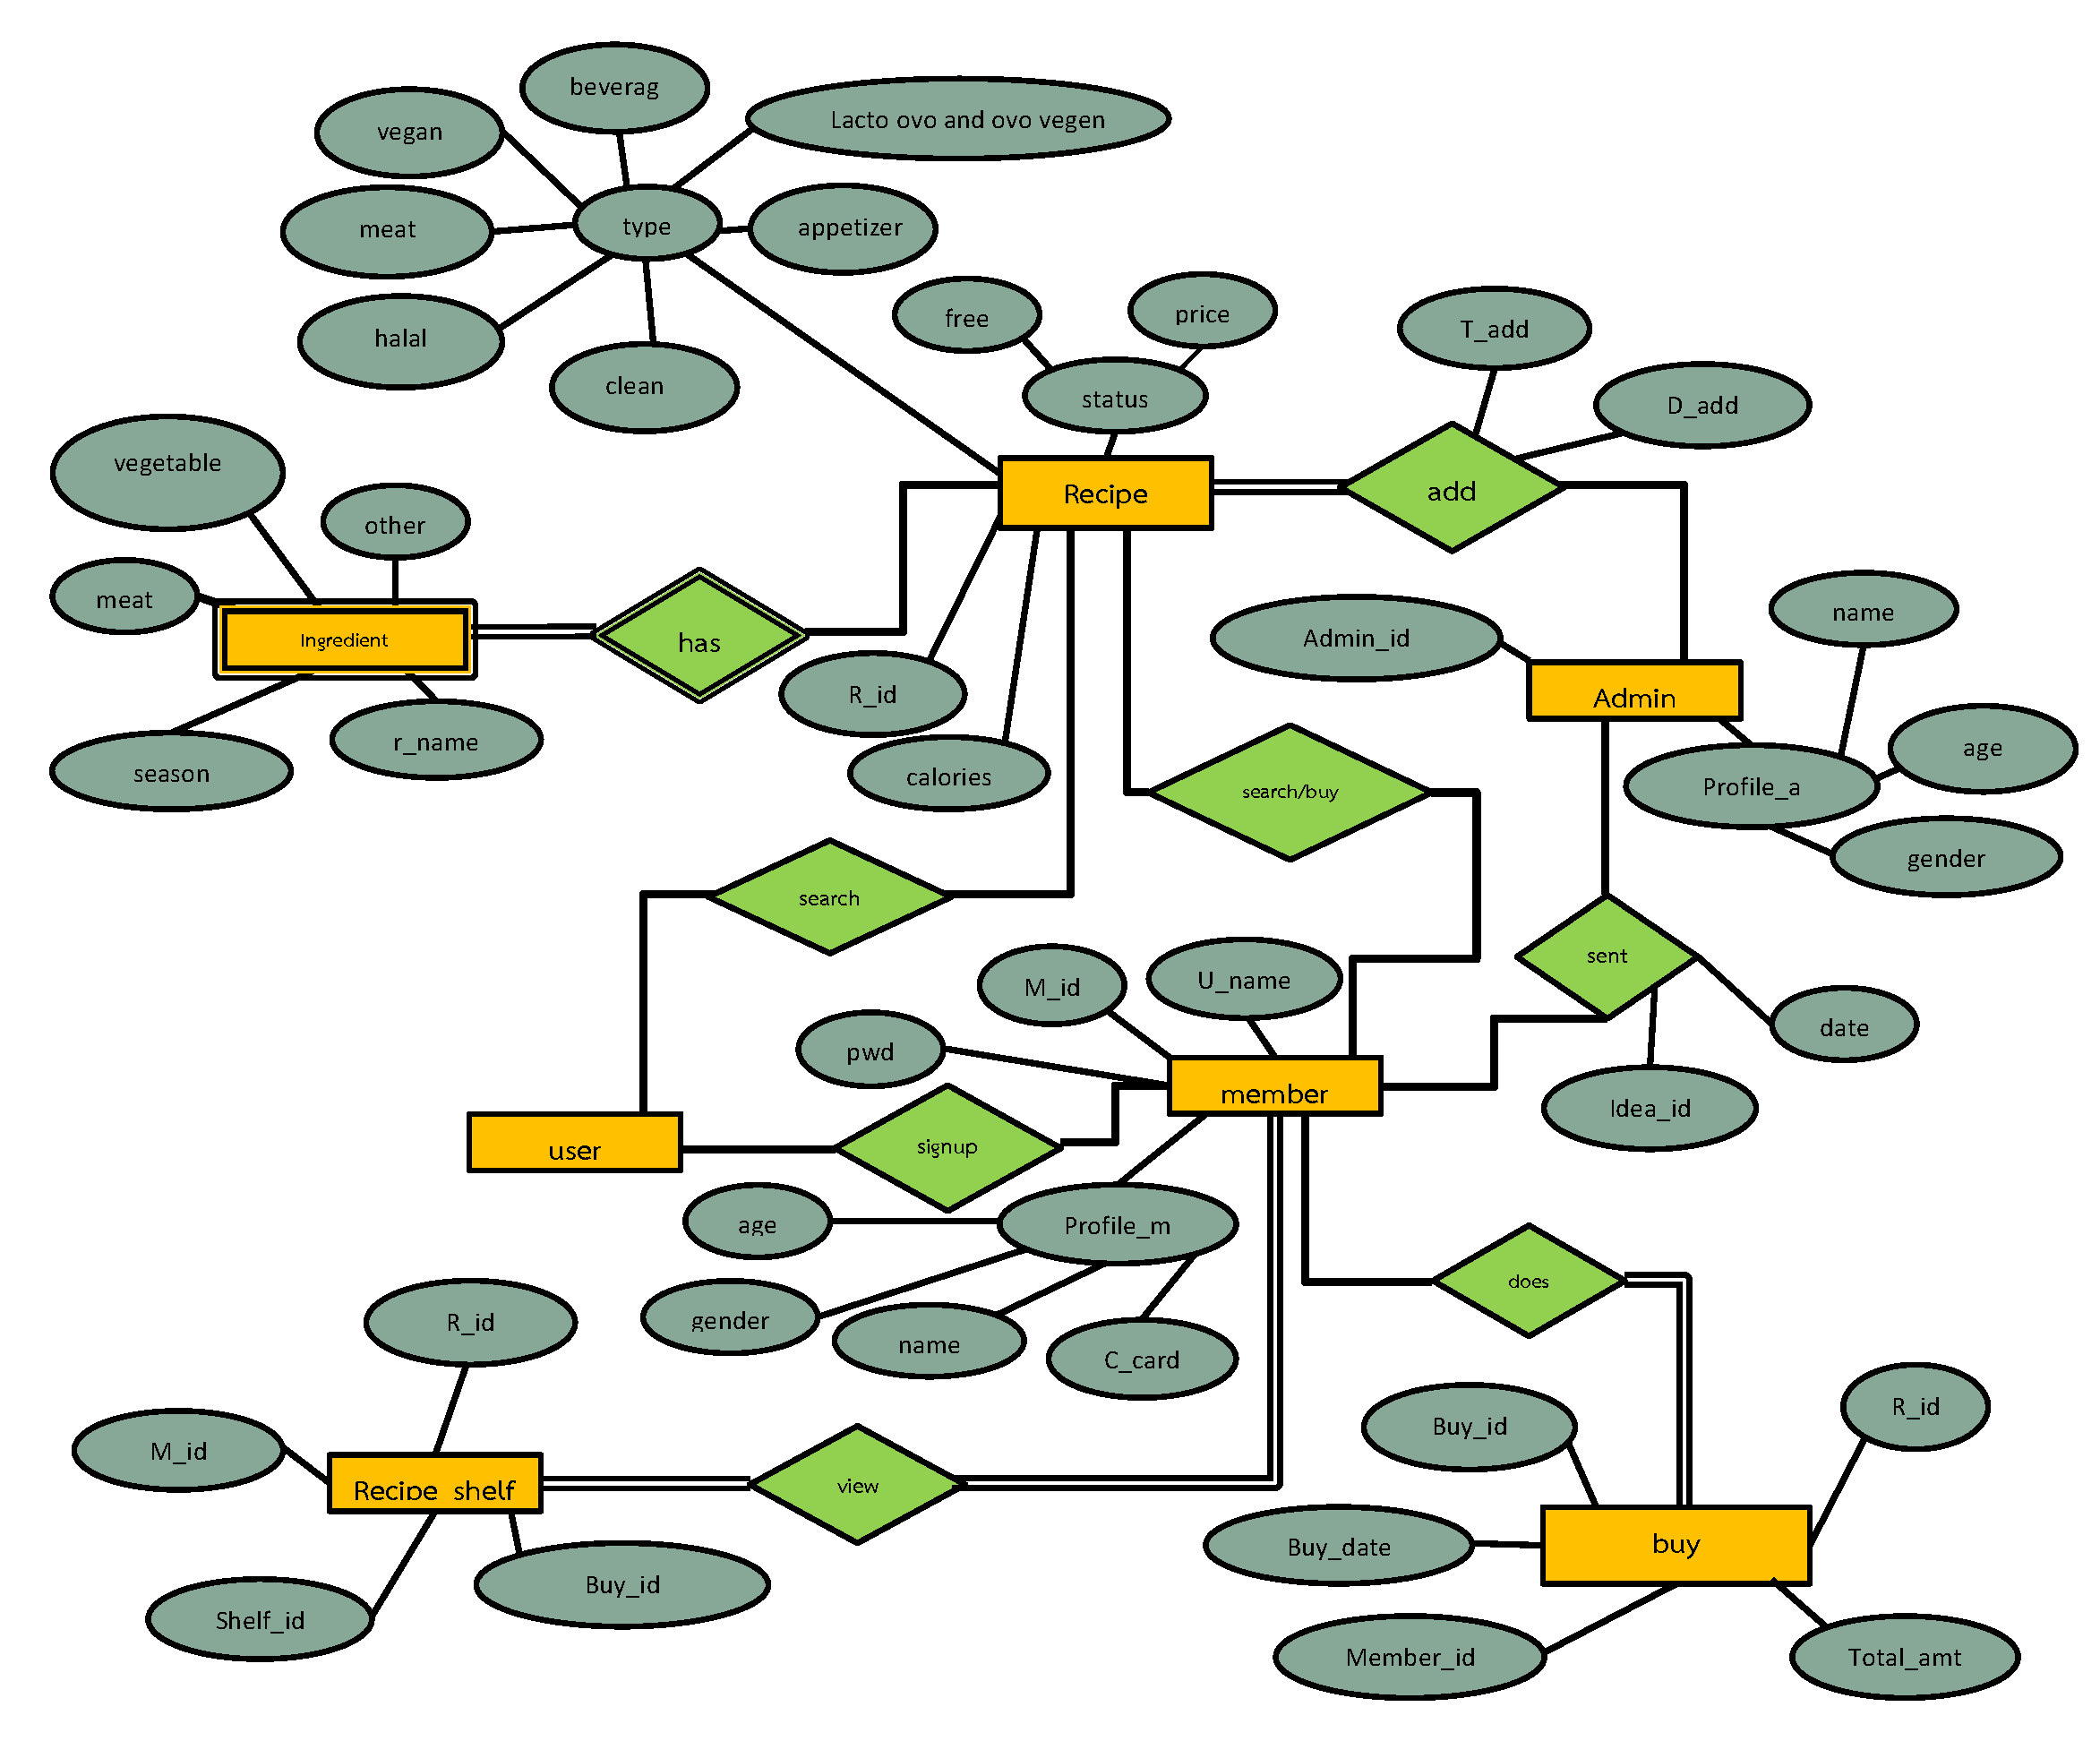 beverag
Lacto ovo and ovo vegen
vegan
type
appetizer
meat
halal
clean
free
price
status
T_add
D_add
vegetable
other
meat
Ingredient
season
r_name
has
Recipe
add
R_id
calories
Admin_id
Admin
name
age
Profile_a
gender
search/buy
search
sent
date
Idea_id
M_id
U_name
pwd
member
user
signup
age
Profile_m
gender
name
C_card
does
R_id
M_id
Recipe_shelf
view
Shelf_id
Buy_id
Buy_id
R_id
Buy_date
buy
Member_id
Total_amt